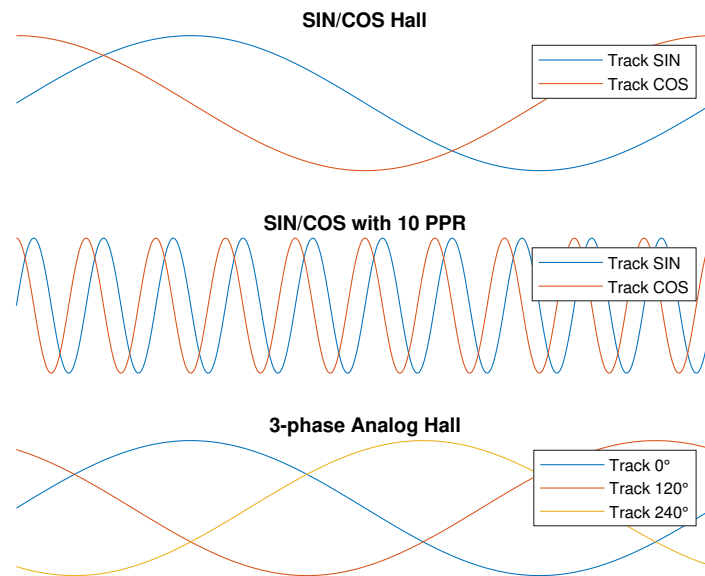 SIN/COS Hall
Track SIN
Track COS
SIN/COS with 10 PPR
Track SIN
Track COS
3-phase Analog Hall
Track 0°
Track 120°
Track 240°